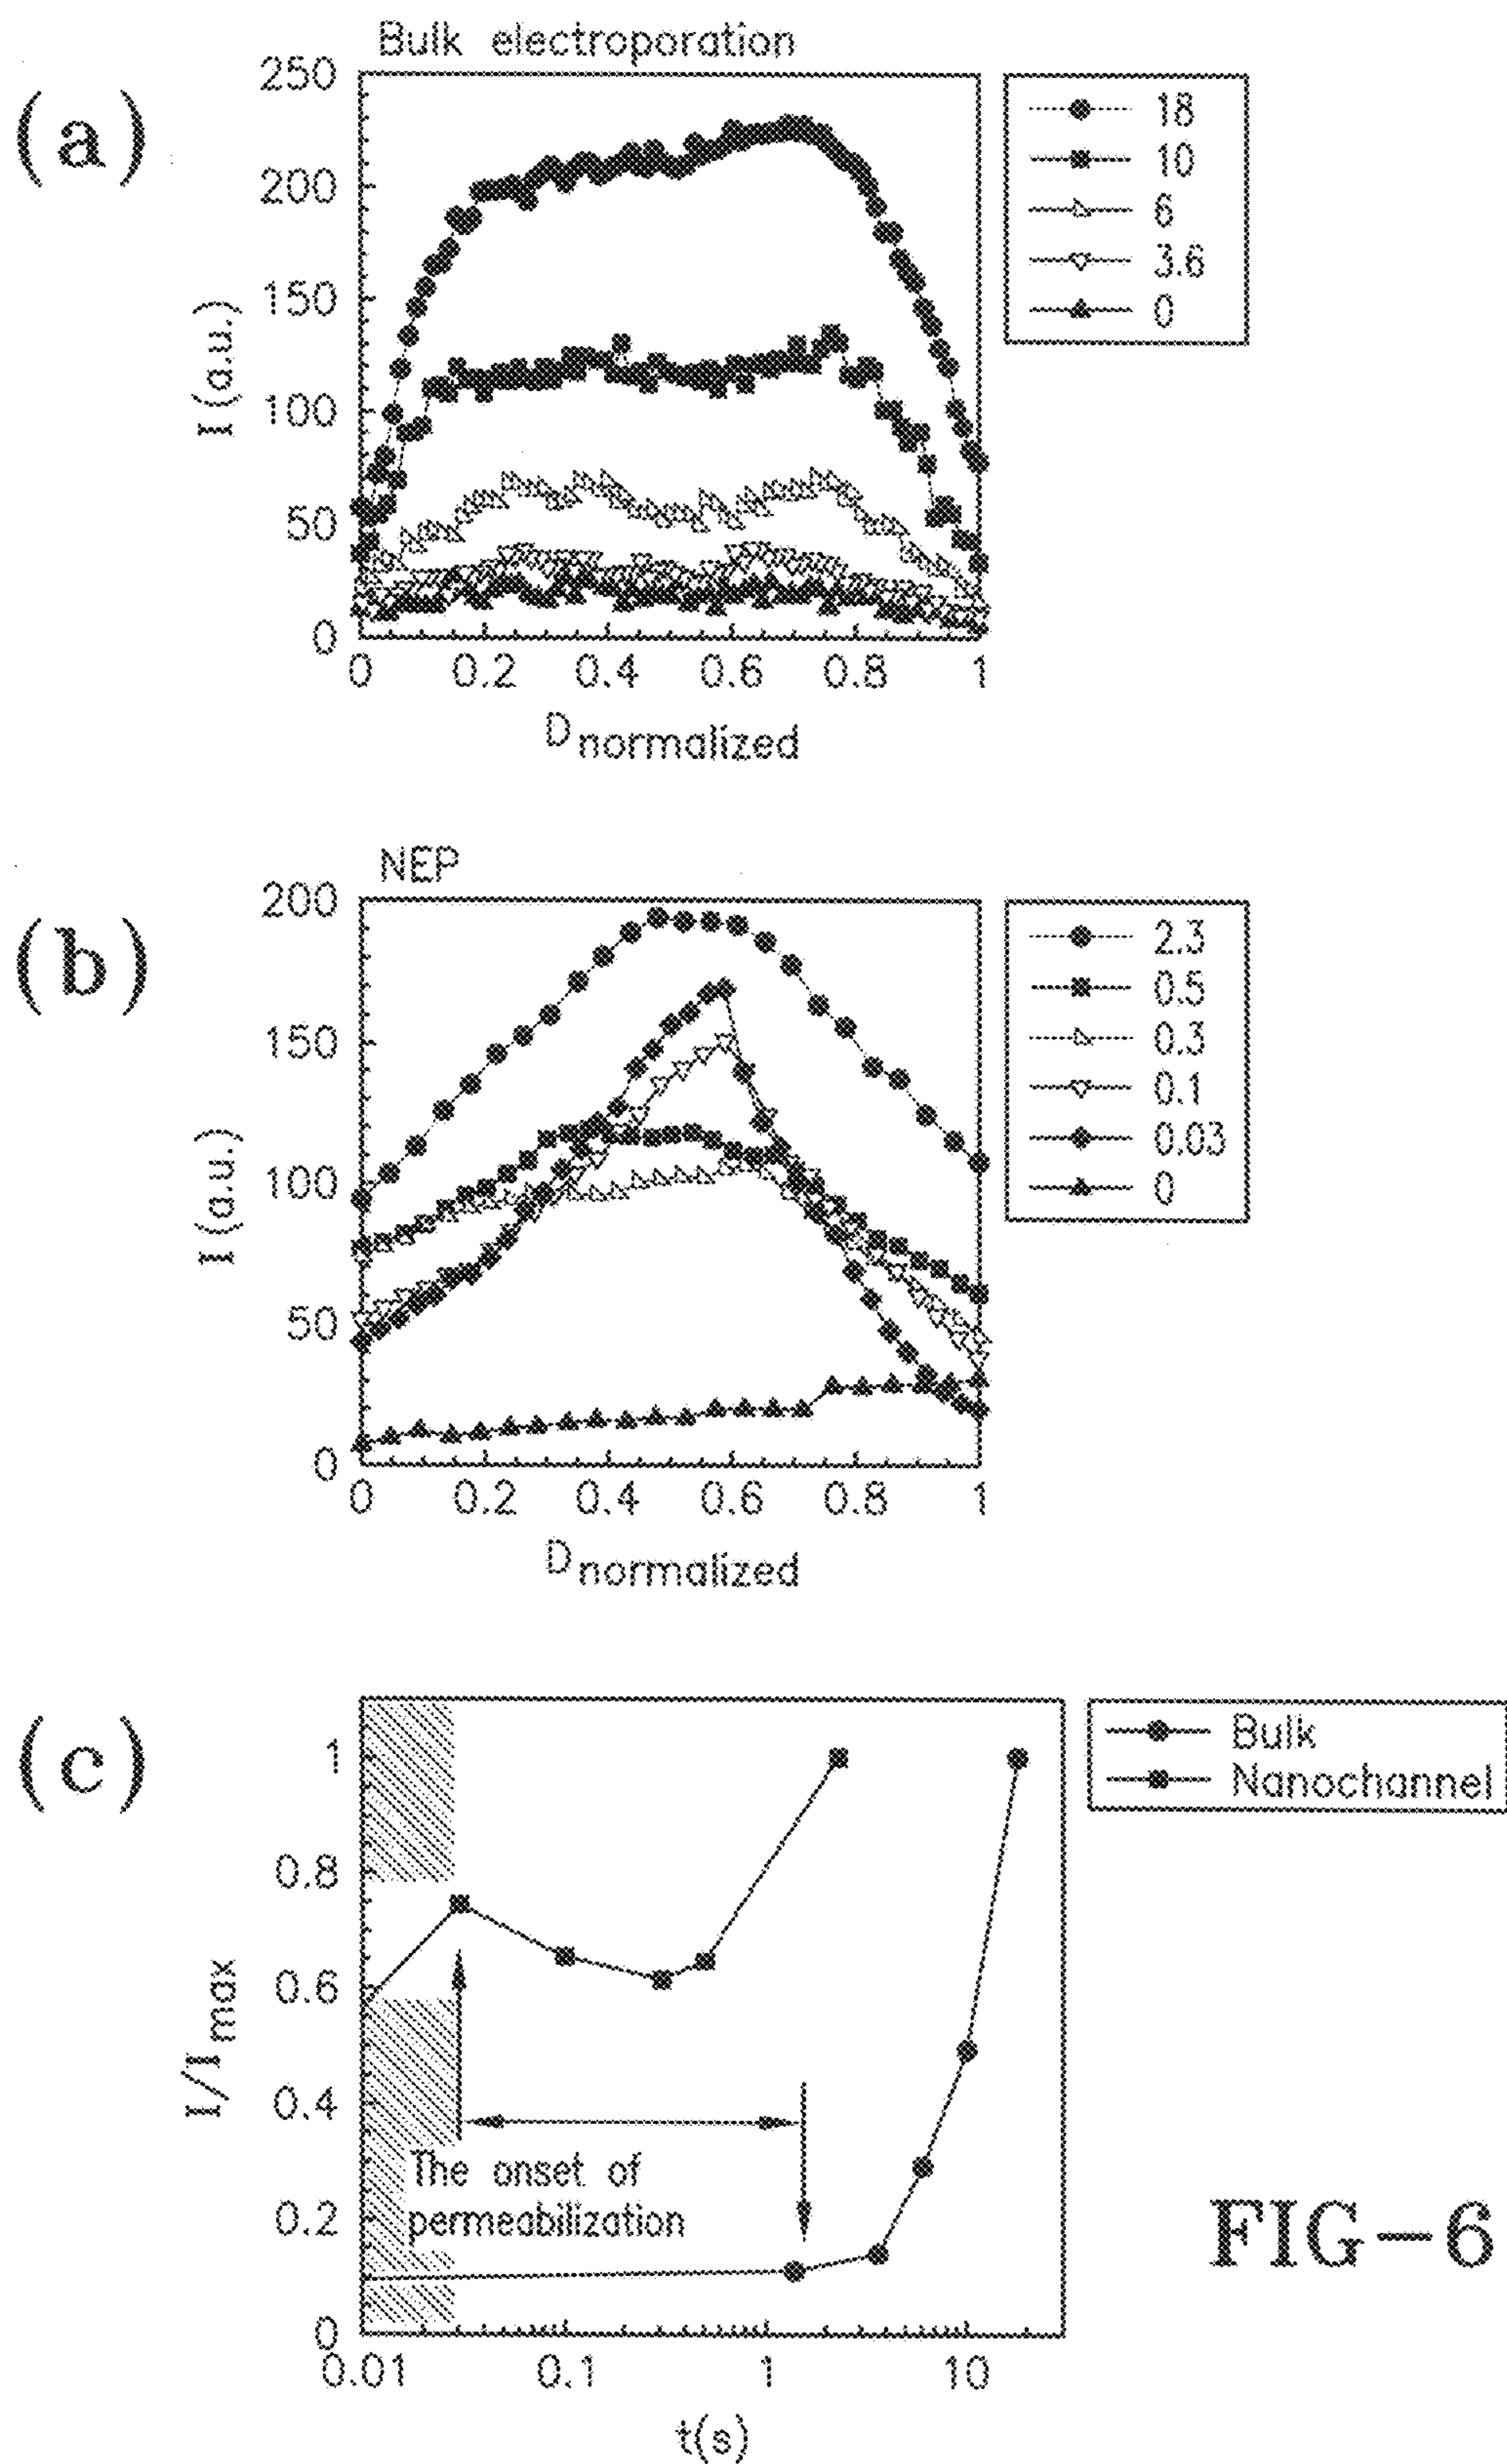 (a)
Bulk electroporation
250
200
150
100
50
0
I(a.u.)
0 0.2 0.4 0.6 0.8 1
Dnormalized
18
10
6
3.6
0
(b)
NEP
200
150
100
50
0
I(a.u.)
0 0.2 0.4 0.6 0.8 1
Dnormalized
2.3
0.5
0.3
0.1
0.03
0
(c)
1
0.8
0.6
0.4
0.2
0
I/Imax
The onset of
permeabilization
0.01 0.1 1 10
t(s)
Bulk
Nanochannel
FIG-6